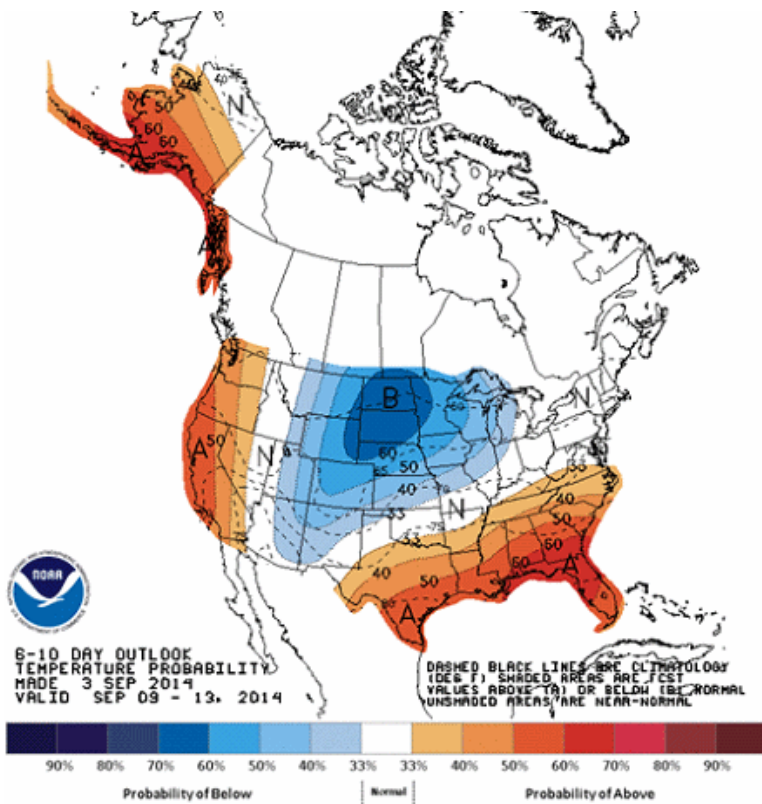 40
50
N
60
60
A
A
B
N
60
A
50
N
60
50
40
33
N
33
33
40
50
60
40
50
50
A
A
NOAA
6-10 DAY OUTLOOK
TEMPERATURE PROBABILITY
MADE 3 SEP 2014
VALID SEP 09 - 13, 2014
DASHED BLACK LINES ARE CLIMATOLOGY
(DEG F) SHADED AREAS ARE FCST
VALUES ABOVE (A) OR BELOW (B) NORMAL
UNSHADED AREAS ARE NEAR-NORMAL
90% 80% 70% 60% 50% 40% 33% 33% 40% 50% 60% 70% 80% 90%
Probability of Below Normal Probability of Above